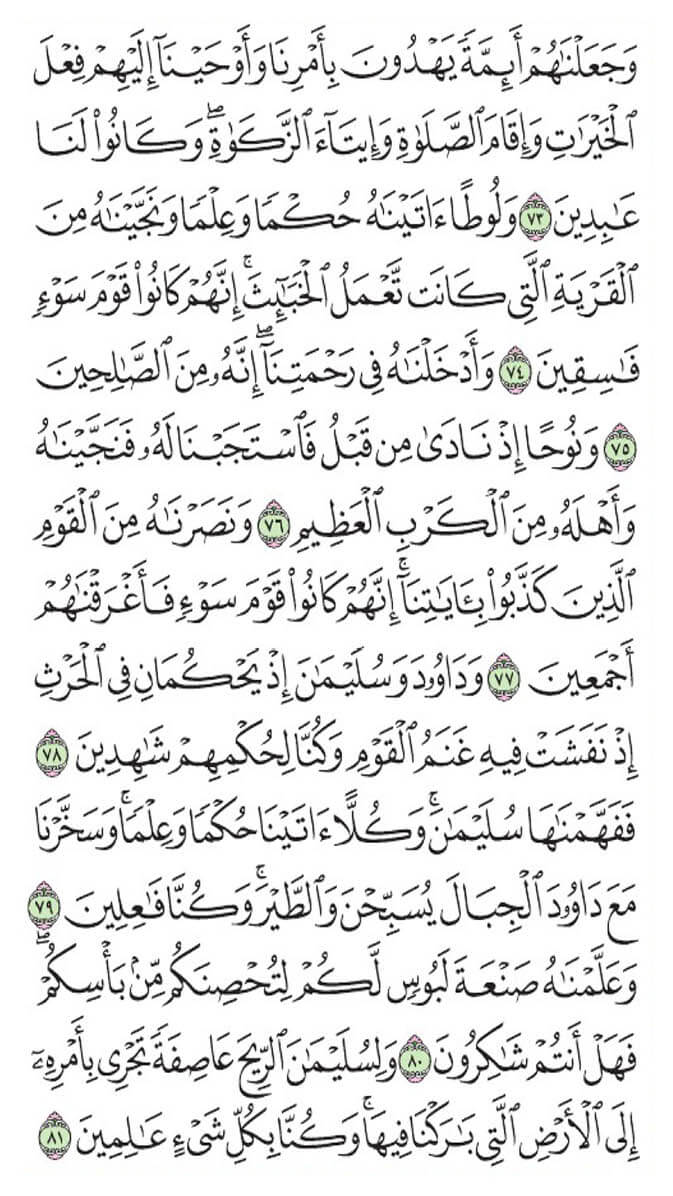 وَجَعَلْنَٰهُمْ أَئِمَّةً يَهْدُونَ بِأَمْرِنَا وَأَوْحَيْنَآ إِلَيْهِمْ فِعْلَ
ٱلْخَيْرَٰتِ وَإِقَامَ ٱلصَّلَوٰةِ وَإِيتَآءَ ٱلزَّكَوٰةِ ۖ وَكَانُوا۟ لَنَا
عَٰبِدِينَ ٧٣ وَلُوطًا ءَاتَيْنَٰهُ حُكْمًا وَعِلْمًا وَنَجَّيْنَٰهُ مِنَ
ٱلْقَرْيَةِ ٱلَّتِى كَانَت تَّعْمَلُ ٱلْخَبَٰٓئِثَ ۚ إِنَّهُمْ كَانُوا۟ قَوْمَ سَوْءٍ
فَٰسِقِينَ ٧٤ وَأَدْخَلْنَٰهُ فِى رَحْمَتِنَآ ۖ إِنَّهُۥ مِنَ ٱلصَّٰلِحِينَ
٧٥ وَنُوحًا إِذْ نَادَىٰ مِن قَبْلُ فَٱسْتَجَبْنَا لَهُۥ فَنَجَّيْنَٰهُ
وَأَهْلَهُۥ مِنَ ٱلْكَرْبِ ٱلْعَظِيمِ ٧٦ وَنَصَرْنَٰهُ مِنَ ٱلْقَوْمِ
ٱلَّذِينَ كَذَّبُوا۟ بِـَٔايَٰتِنَآ ۚ إِنَّهُمْ كَانُوا۟ قَوْمَ سَوْءٍ فَأَغْرَقْنَٰهُمْ
أَجْمَعِينَ ٧٧ وَدَاوُۥدَ وَسُلَيْمَٰنَ إِذْ يَحْكُمَانِ فِى ٱلْحَرْثِ
إِذْ نَفَشَتْ فِيهِ غَنَمُ ٱلْقَوْمِ وَكُنَّا لِحُكْمِهِمْ شَٰهِدِينَ ٧٨
فَفَهَّمْنَٰهَا سُلَيْمَٰنَ ۚ وَكُلًّا ءَاتَيْنَا حُكْمًا وَعِلْمًا ۚ وَسَخَّرْنَا
مَعَ دَاوُۥدَ ٱلْجِبَالَ يُسَبِّحْنَ وَٱلطَّيْرَ ۚ وَكُنَّا فَٰعِلِينَ ٧٩
وَعَلَّمْنَٰهُ صَنْعَةَ لَبُوسٍ لَّكُمْ لِتُحْصِنَكُم مِّنۢ بَأْسِكُمْ ۖ
فَهَلْ أَنتُمْ شَٰكِرُونَ ٨٠ وَلِسُلَيْمَٰنَ ٱلرِّيحَ عَاصِفَةً تَجْرِى بِأَمْرِهِۦٓ
إِلَى ٱلْأَرْضِ ٱلَّتِى بَٰرَكْنَا فِيهَا ۚ وَكُنَّا بِكُلِّ شَىْءٍ عَٰلِمِينَ ٨١